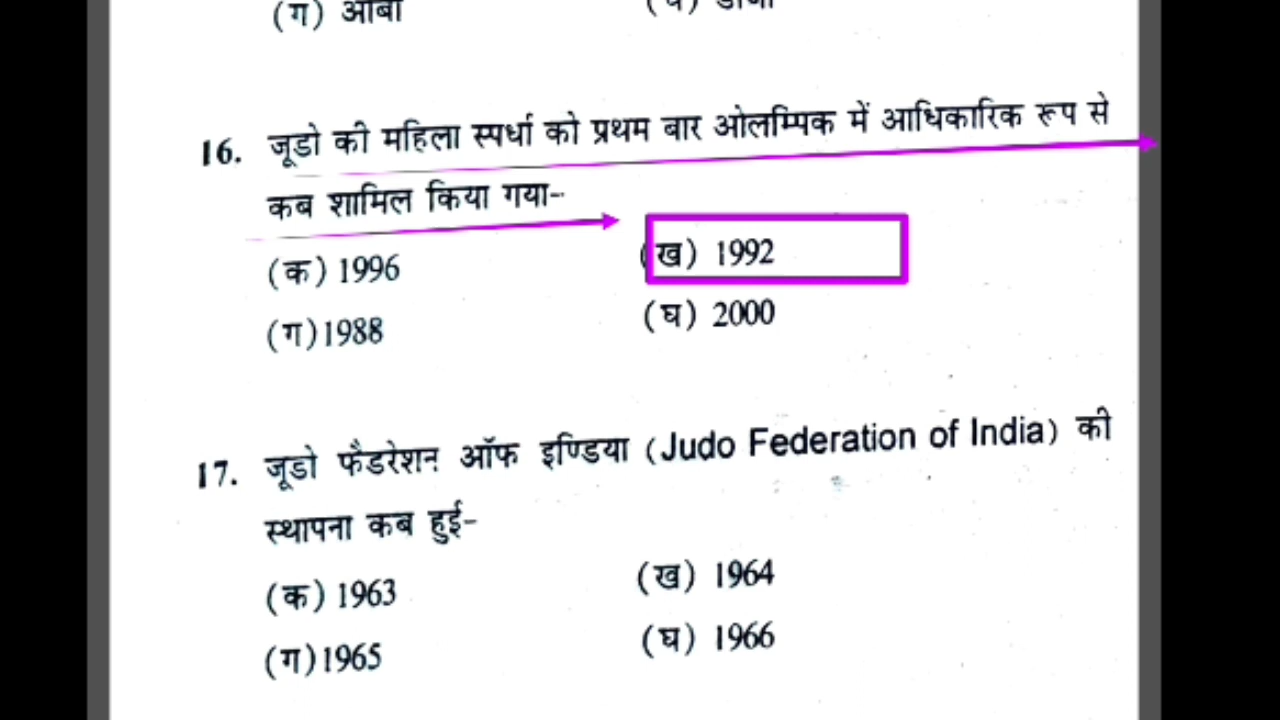 (ग) आबी
16. जूडो की महिला स्पर्धा को प्रथम बार ओलम्पिक में आधिकारिक रूप से
कब शामिल किया गया-
(क) 1996 (ख) 1992
(ग)1988 (घ) 2000
17. जूडो फैडरेशन ऑफ इण्डिया (Judo Federation of India) की
स्थापना कब हुई-
(क) 1963 (ख) 1964
(ग)1965 (घ) 1966